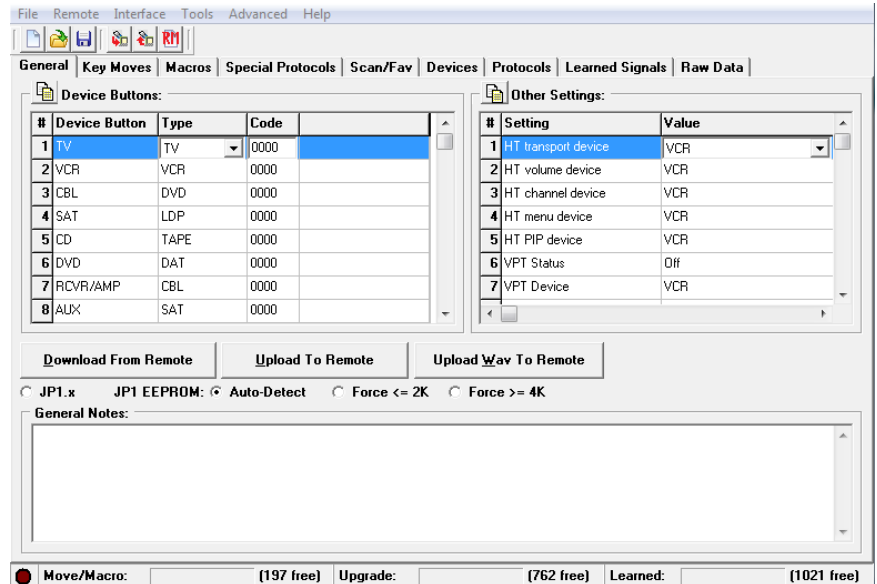 File Remote Interface Tools Advanced Help
RM
General Key Moves Macros Special Protocols Scan/Fav Devices Protocols Learned Signals Raw Data
Device Buttons:
# Device Button Type Code
1 TV TV 0000
2 VCR VCR 0000
3 CBL DVD 0000
4 SAT LDP 0000
5 CD TAPE 0000
6 DVD DAT 0000
7 RCVR/AMP CBL 0000
8 AUX SAT 0000
Other Settings:
# Setting Value
1 HT transport device VCR
2 HT volume device VCR
3 HT channel device VCR
4 HT menu device VCR
5 HT PIP device VCR
6 VPT Status Off
7 VPT Device VCR
Download From Remote Upload To Remote Upload Wav To Remote
JP1.x JP1 EEPROM: Auto-Detect Force <= 2K Force >= 4K
General Notes:
Move/Macro: (197 free) Upgrade: (762 free) Learned: (1021 free)